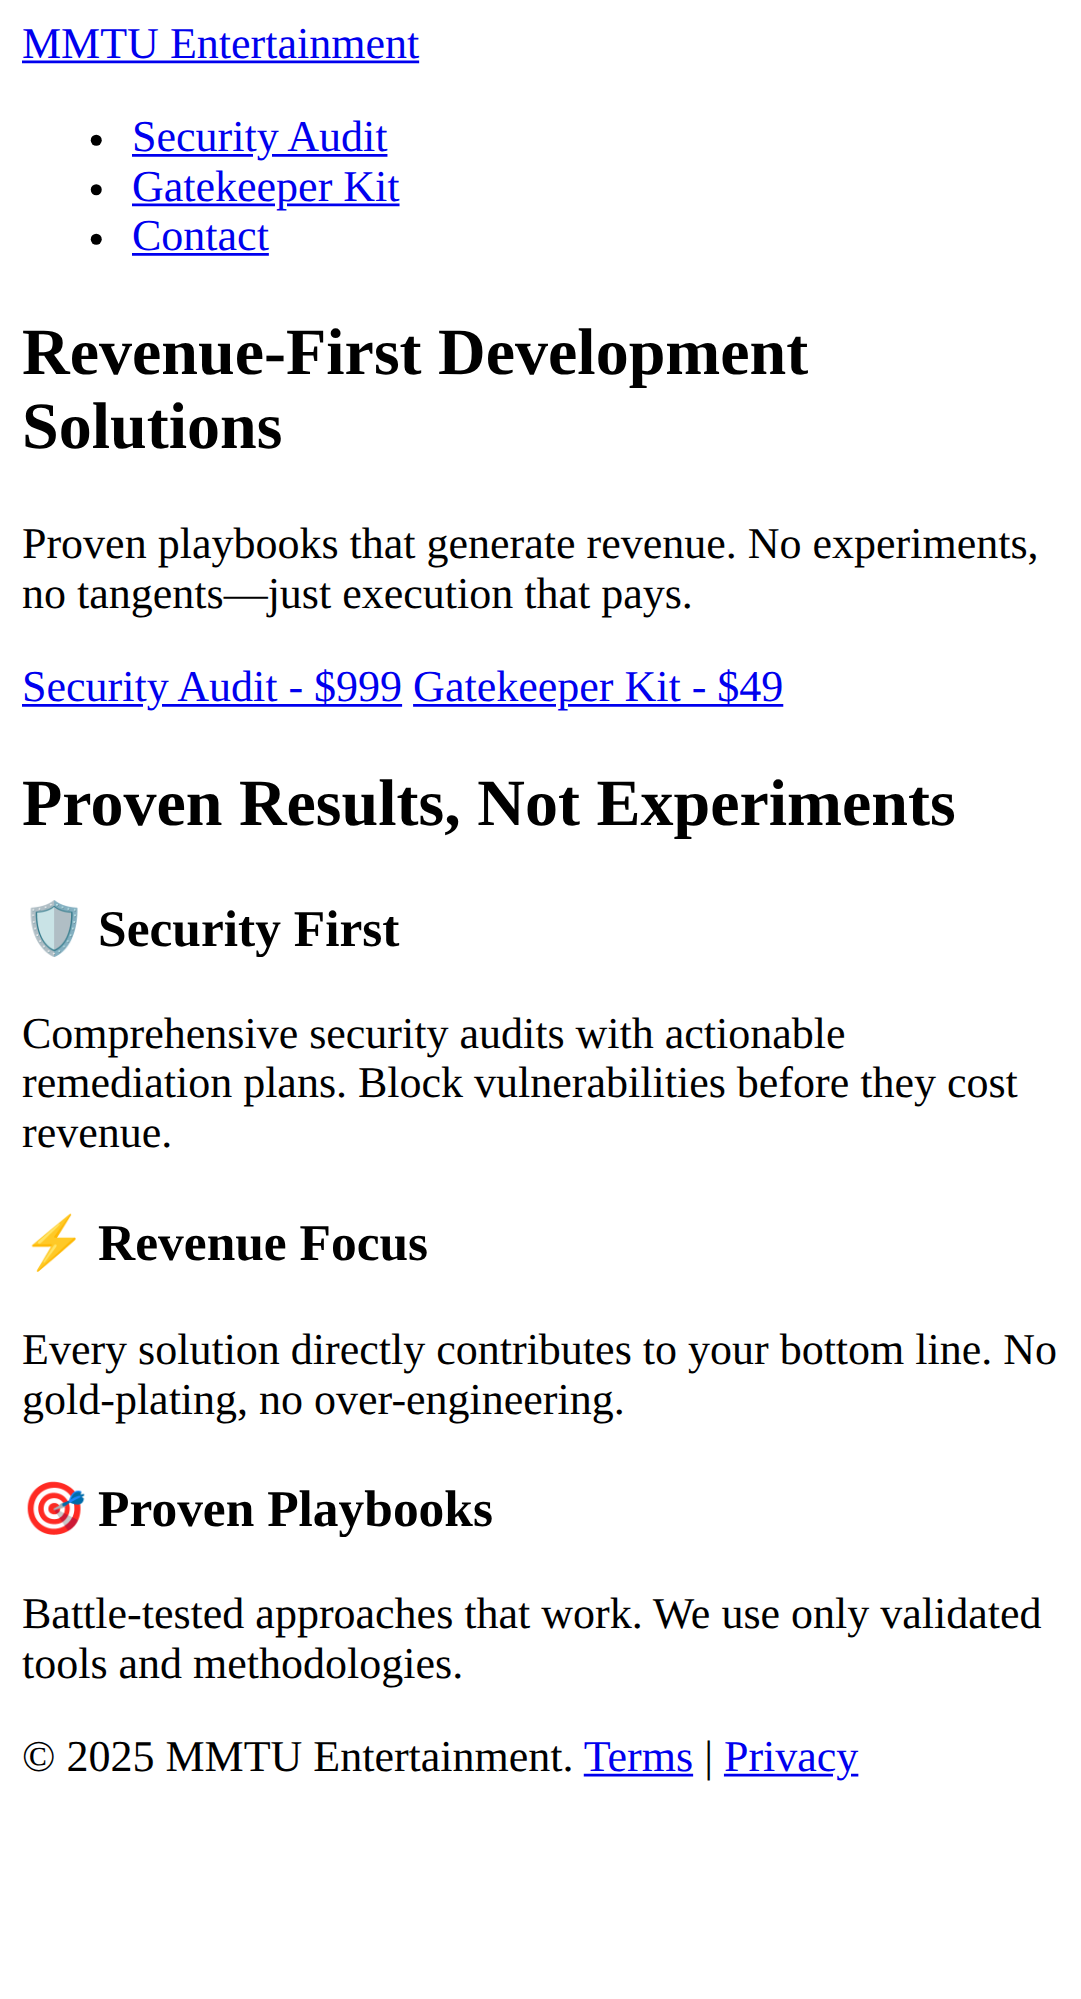 MMTU Entertainment
Security Audit
Gatekeeper Kit
Contact
Revenue-First Development
Solutions
Proven playbooks that generate revenue. No experiments,
no tangents—just execution that pays.
Security Audit - $999 Gatekeeper Kit - $49
Proven Results, Not Experiments
🛡️ Security First
Comprehensive security audits with actionable
remediation plans. Block vulnerabilities before they cost
revenue.
⚡ Revenue Focus
Every solution directly contributes to your bottom line. No
gold-plating, no over-engineering.
🎯 Proven Playbooks
Battle-tested approaches that work. We use only validated
tools and methodologies.
© 2025 MMTU Entertainment. Terms | Privacy